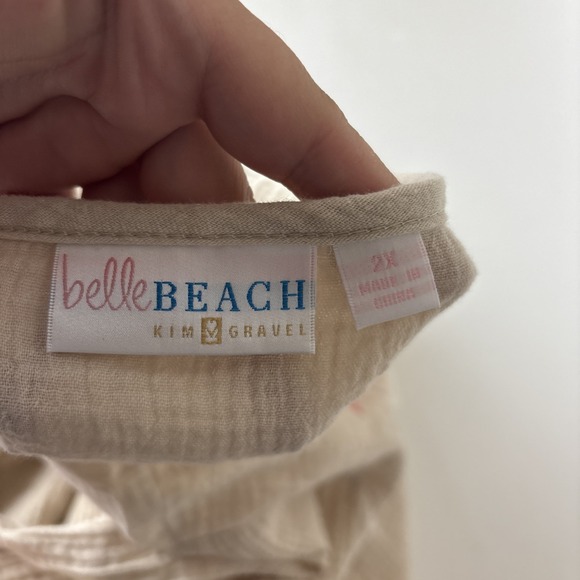 belleBEACH
KIM GRAVEL
2X
MADE IN
CHINA